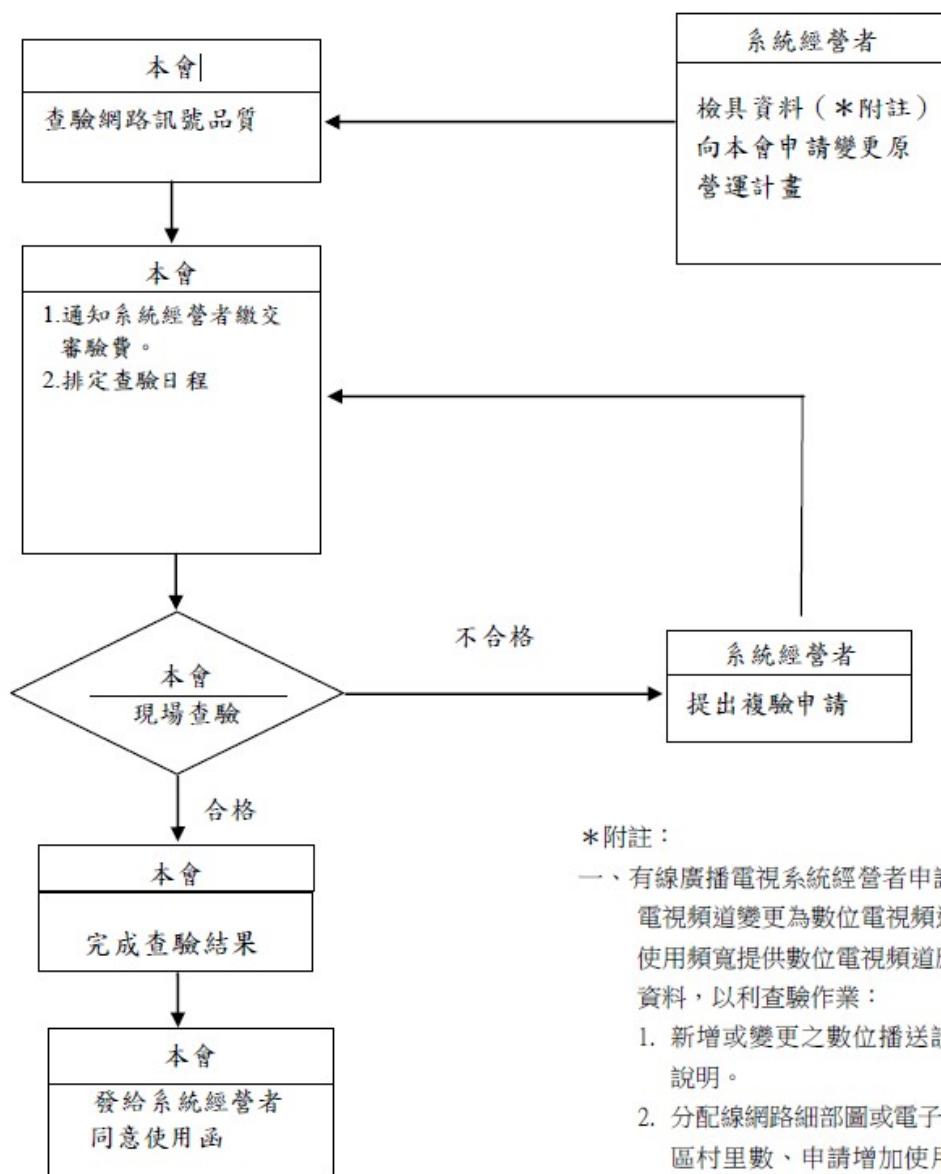 本會
查驗網路訊號品質
系統經營者
檢具資料（＊附註）
向本會申請變更原
營運計畫
本會
1.通知系統經營者繳交
審驗費。
2.排定查驗日程
本會
現場查驗
不合格
系統經營者
提出複驗申請
合格
本會
完成查驗結果
本會
發給系統經營者
同意使用函
＊附註：
一、有線廣播電視系統經營者申請
電視頻道變更為數位電視頻
使用頻寬提供數位電視頻道
資料，以利查驗作業：
1. 新增或變更之數位播送
說明。
2. 分配線網路細部圖或電子
區村里數、申請增加使用